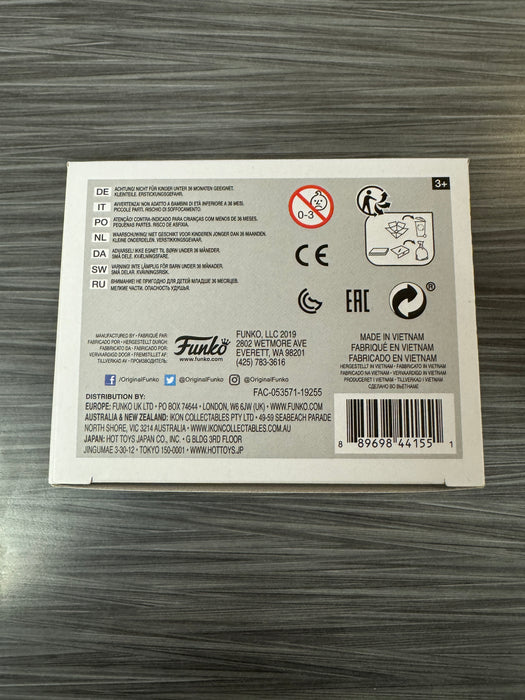 DE ACHTUNG! NICHT FÜR KINDER UNTER 36 MONATEN GEEIGNET.
KLEINTEILE. ERSTICKUNGSGEFAHR.
IT AVVERTENZA! NON ADATTO A BAMBINI DI ETÀ INFERIORE A 36 MESI.
PICCOLE PARTI, RISCHIO DI SOFFOCAMENTO.
PO ATENÇÃO! CONTRA-INDICADO PARA CRIANÇAS COM MENOS DE 36 MESES.
PEQUENAS PARTES, RISCO DE ASFIXIA.
NL WAARSCHUWING! NIET GESCHIKT VOOR KINDEREN JONGER DAN 36 MAANDEN.
KLEINE ONDERDELEN, VERSTIKKINGSGEVAAR.
DA ADVARSEL! IKKE EGNET TIL BØRN UNDER 36 MÅNEDER.
SMÅ DELE, KVÆLNINGSFARE.
SW VARNING! INTE LÄMPLIG FÖR BARN UNDER 36 MÅNADER.
SMÅ DELAR. KVÄVNINGSRISK.
RU ВНИМАНИЕ! НЕ ПРИГОДНО ДЛЯ ДЕТЕЙ МЛАДШЕ 36 МЕСЯЦЕВ.
МЕЛКИЕ ЧАСТИ, ОПАСНОСТЬ УДУШЬЯ.
0-3
3+
CE
EAC
®
MANUFACTURED BY • FABRIQUÉ PAR:
FABRICADO POR • HERGESTELLT DURCH:
FABBRICATO DA • FABRICADO POR:
VERVAARDIGD DOOR • FREMSTILLET AF:
TILLVERKAD AV • ПРОИЗВОДИТЕЛЬ:
Funko
www.funko.com
FUNKO, LLC 2019
2802 WETMORE AVE
EVERETT, WA 98201
(425) 783-3616
MADE IN VIETNAM
FABRIQUÉ EN VIETNAM
FABRICADO EN VIETNAM
HERGESTELLT IN VIETNAM • FABBRICATO IN VIETNAM
FABRICADO NO VIETNAM • VERVAARDIGD IN VIETNAM
PRODUCERET I VIETNAM • TILLVERKAD I VIETNAM
СДЕЛАНО ВО ВЬЕТНАМЕ
/OriginalFunko @OriginalFunko @OriginalFunko
FAC-053571-19255
DISTRIBUTION BY:
EUROPE: FUNKO UK LTD • PO BOX 74644 • LONDON, W6 6JW (UK) • WWW.FUNKO.COM
AUSTRALIA & NEW ZEALAND: IKON COLLECTABLES PTY LTD • 49-59 SEABEACH PARADE
NORTH SHORE, VIC 3214 AUSTRALIA • WWW.IKONCOLLECTABLES.COM.AU
JAPAN: HOT TOYS JAPAN CO., INC. • G BLDG 3RD FLOOR
JINGUMAE 3-30-12 • TOKYO 150-0001 • WWW.HOTTOYS.JP
8 89698 44155 1